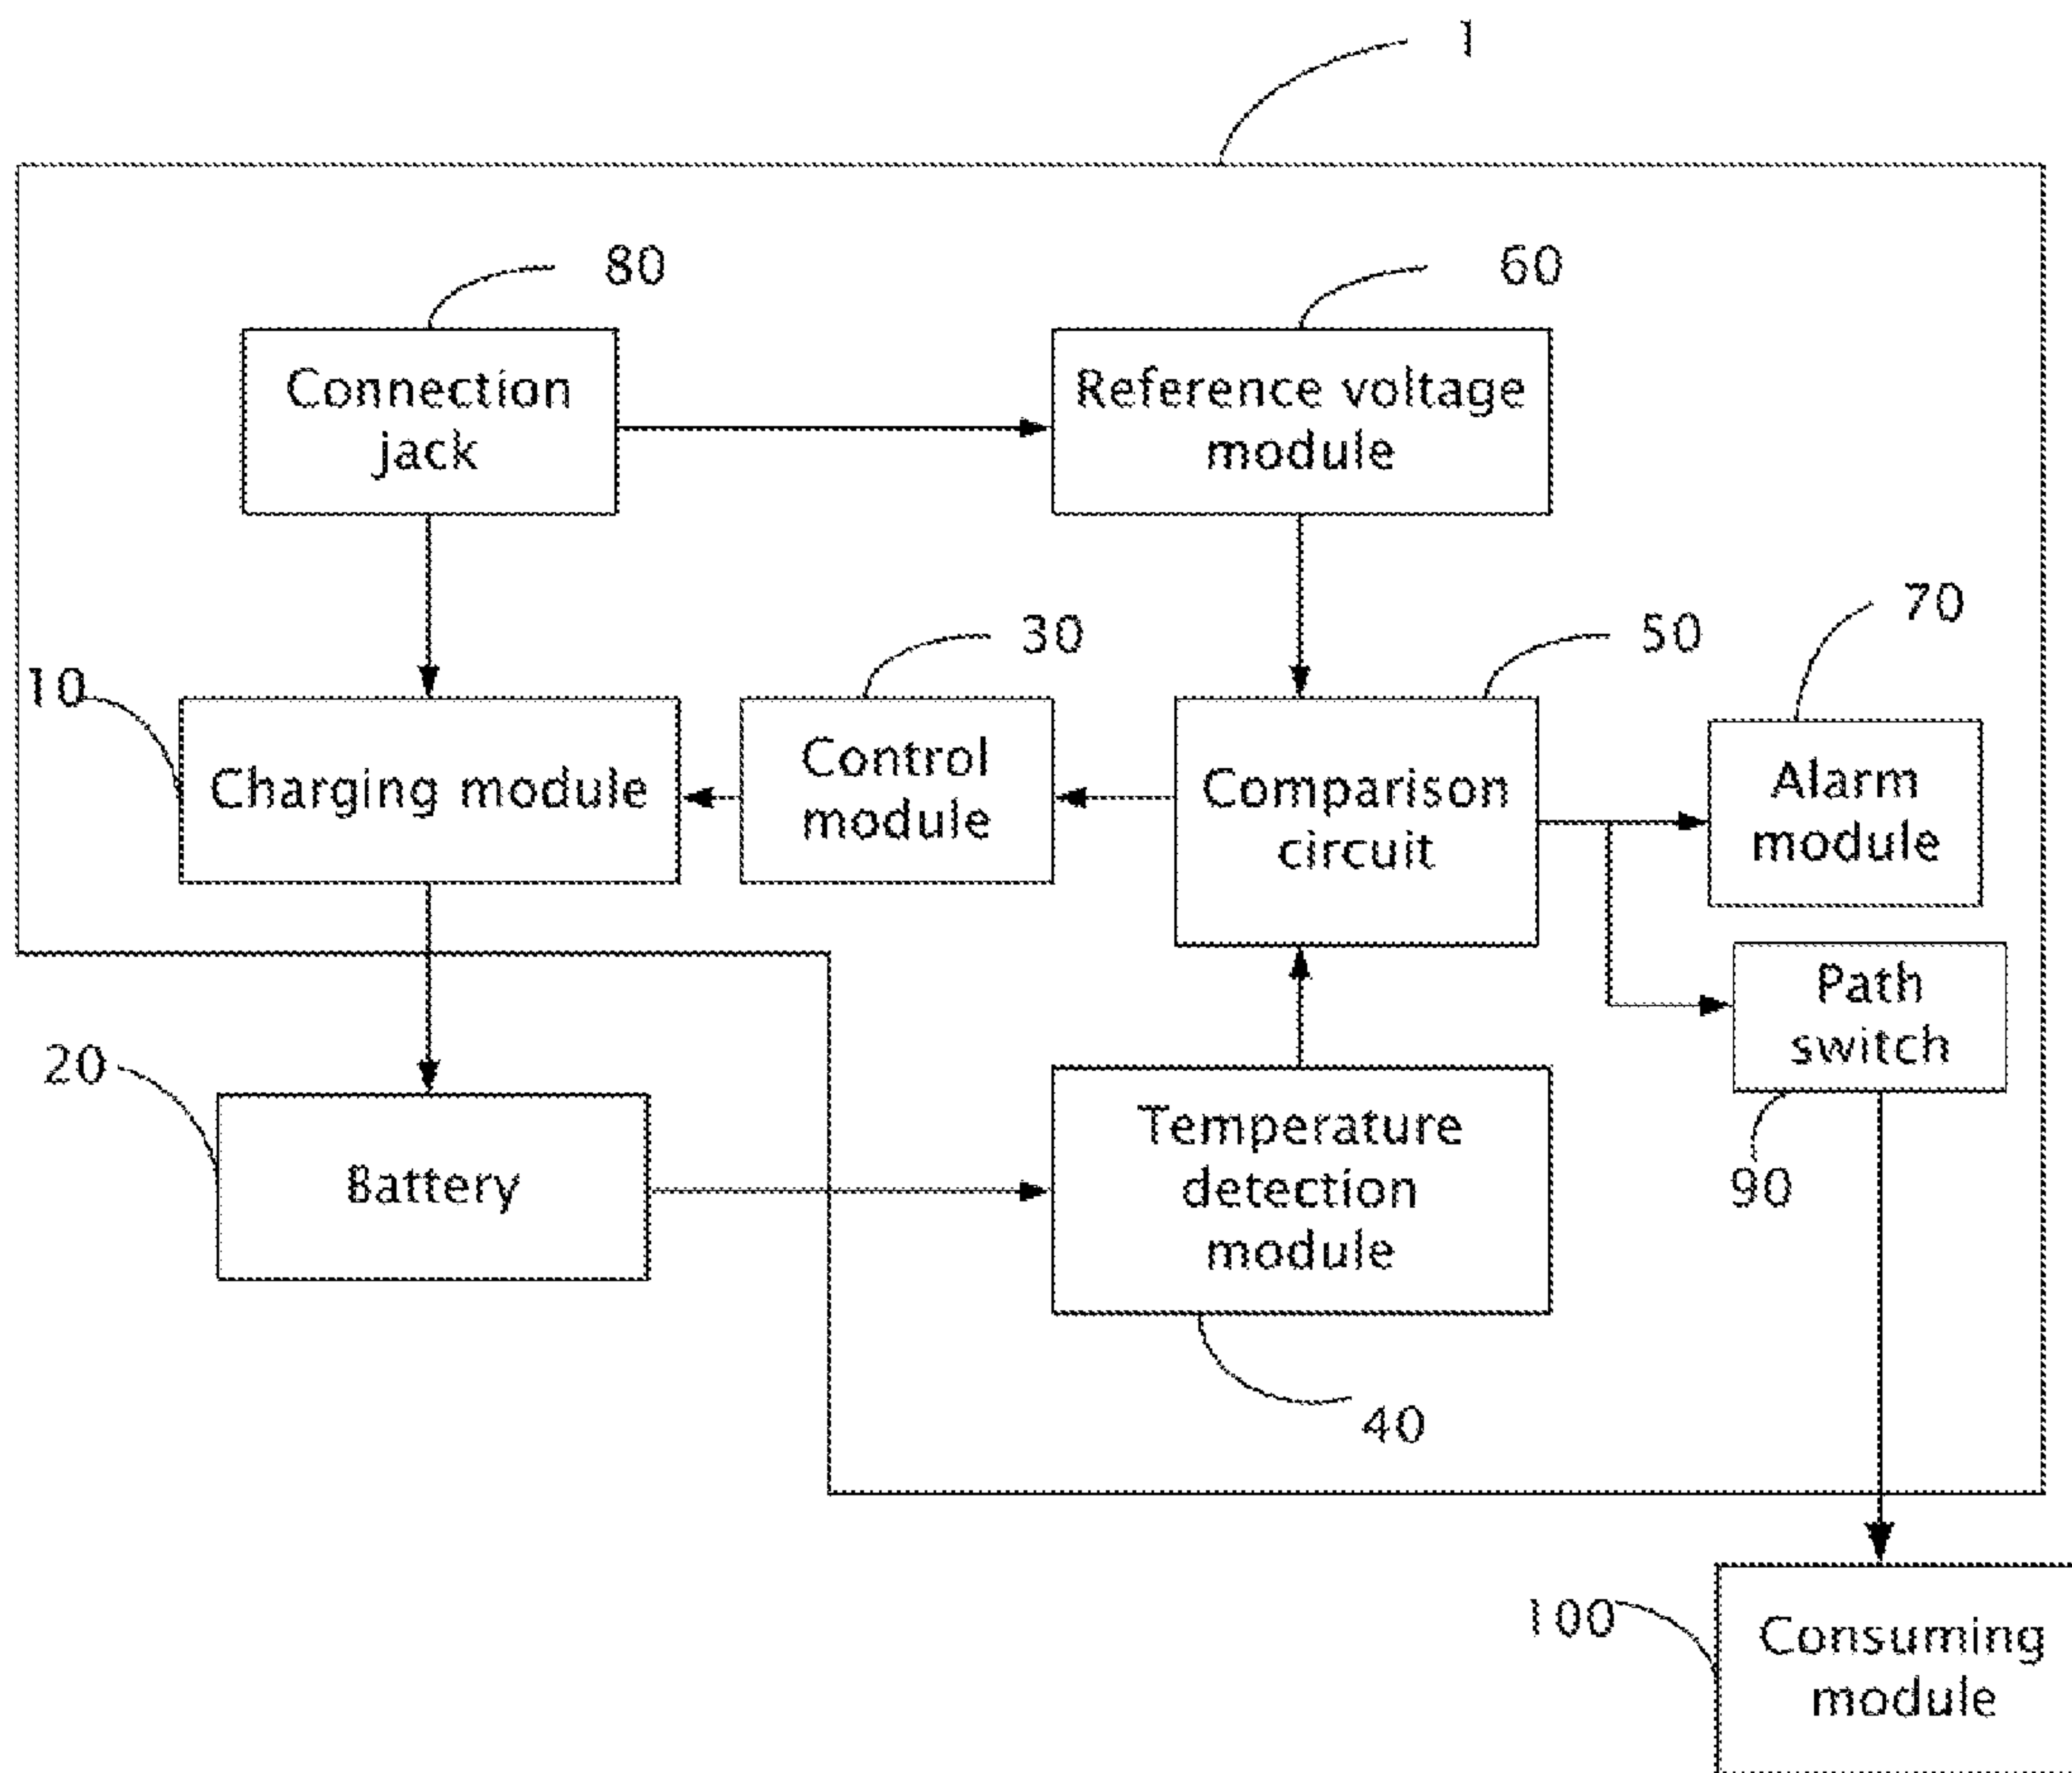 1
80
60
Connection
jack
Reference voltage
module
10
30
50
70
Charging module
Control
module
Comparison
circuit
Alarm
module
Path
switch
20
90
Battery
Temperature
detection
module
40
100
Consuming
module